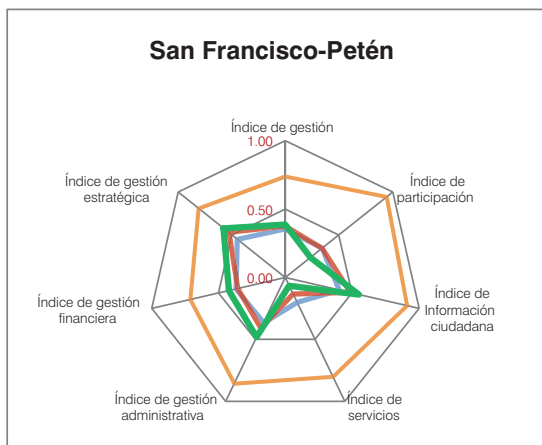 San Francisco-Petén
Índice de gestión
1.00
Índice de gestión
estratégica
Índice de
participación
0.50
0.00
Índice de gestión
financiera
Índice de
Información
ciudadana
Índice de gestión
administrativa
Índice de
servicios